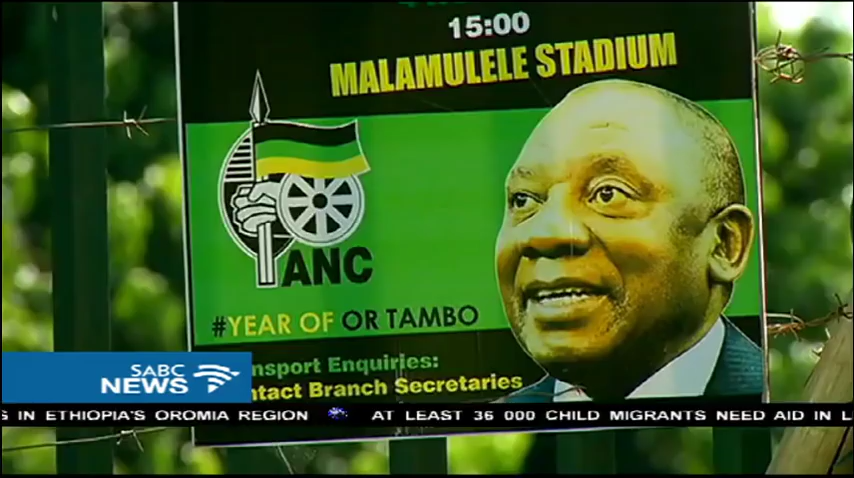 15:00
MALAMULELE STADIUM
ANC
#YEAR OF OR TAMBO
nsport Enquiries:
ntact Branch Secretaries
SABC
NEWS
S IN ETHIOPIA'S OROMIA REGION AT LEAST 36 000 CHILD MIGRANTS NEED AID IN L